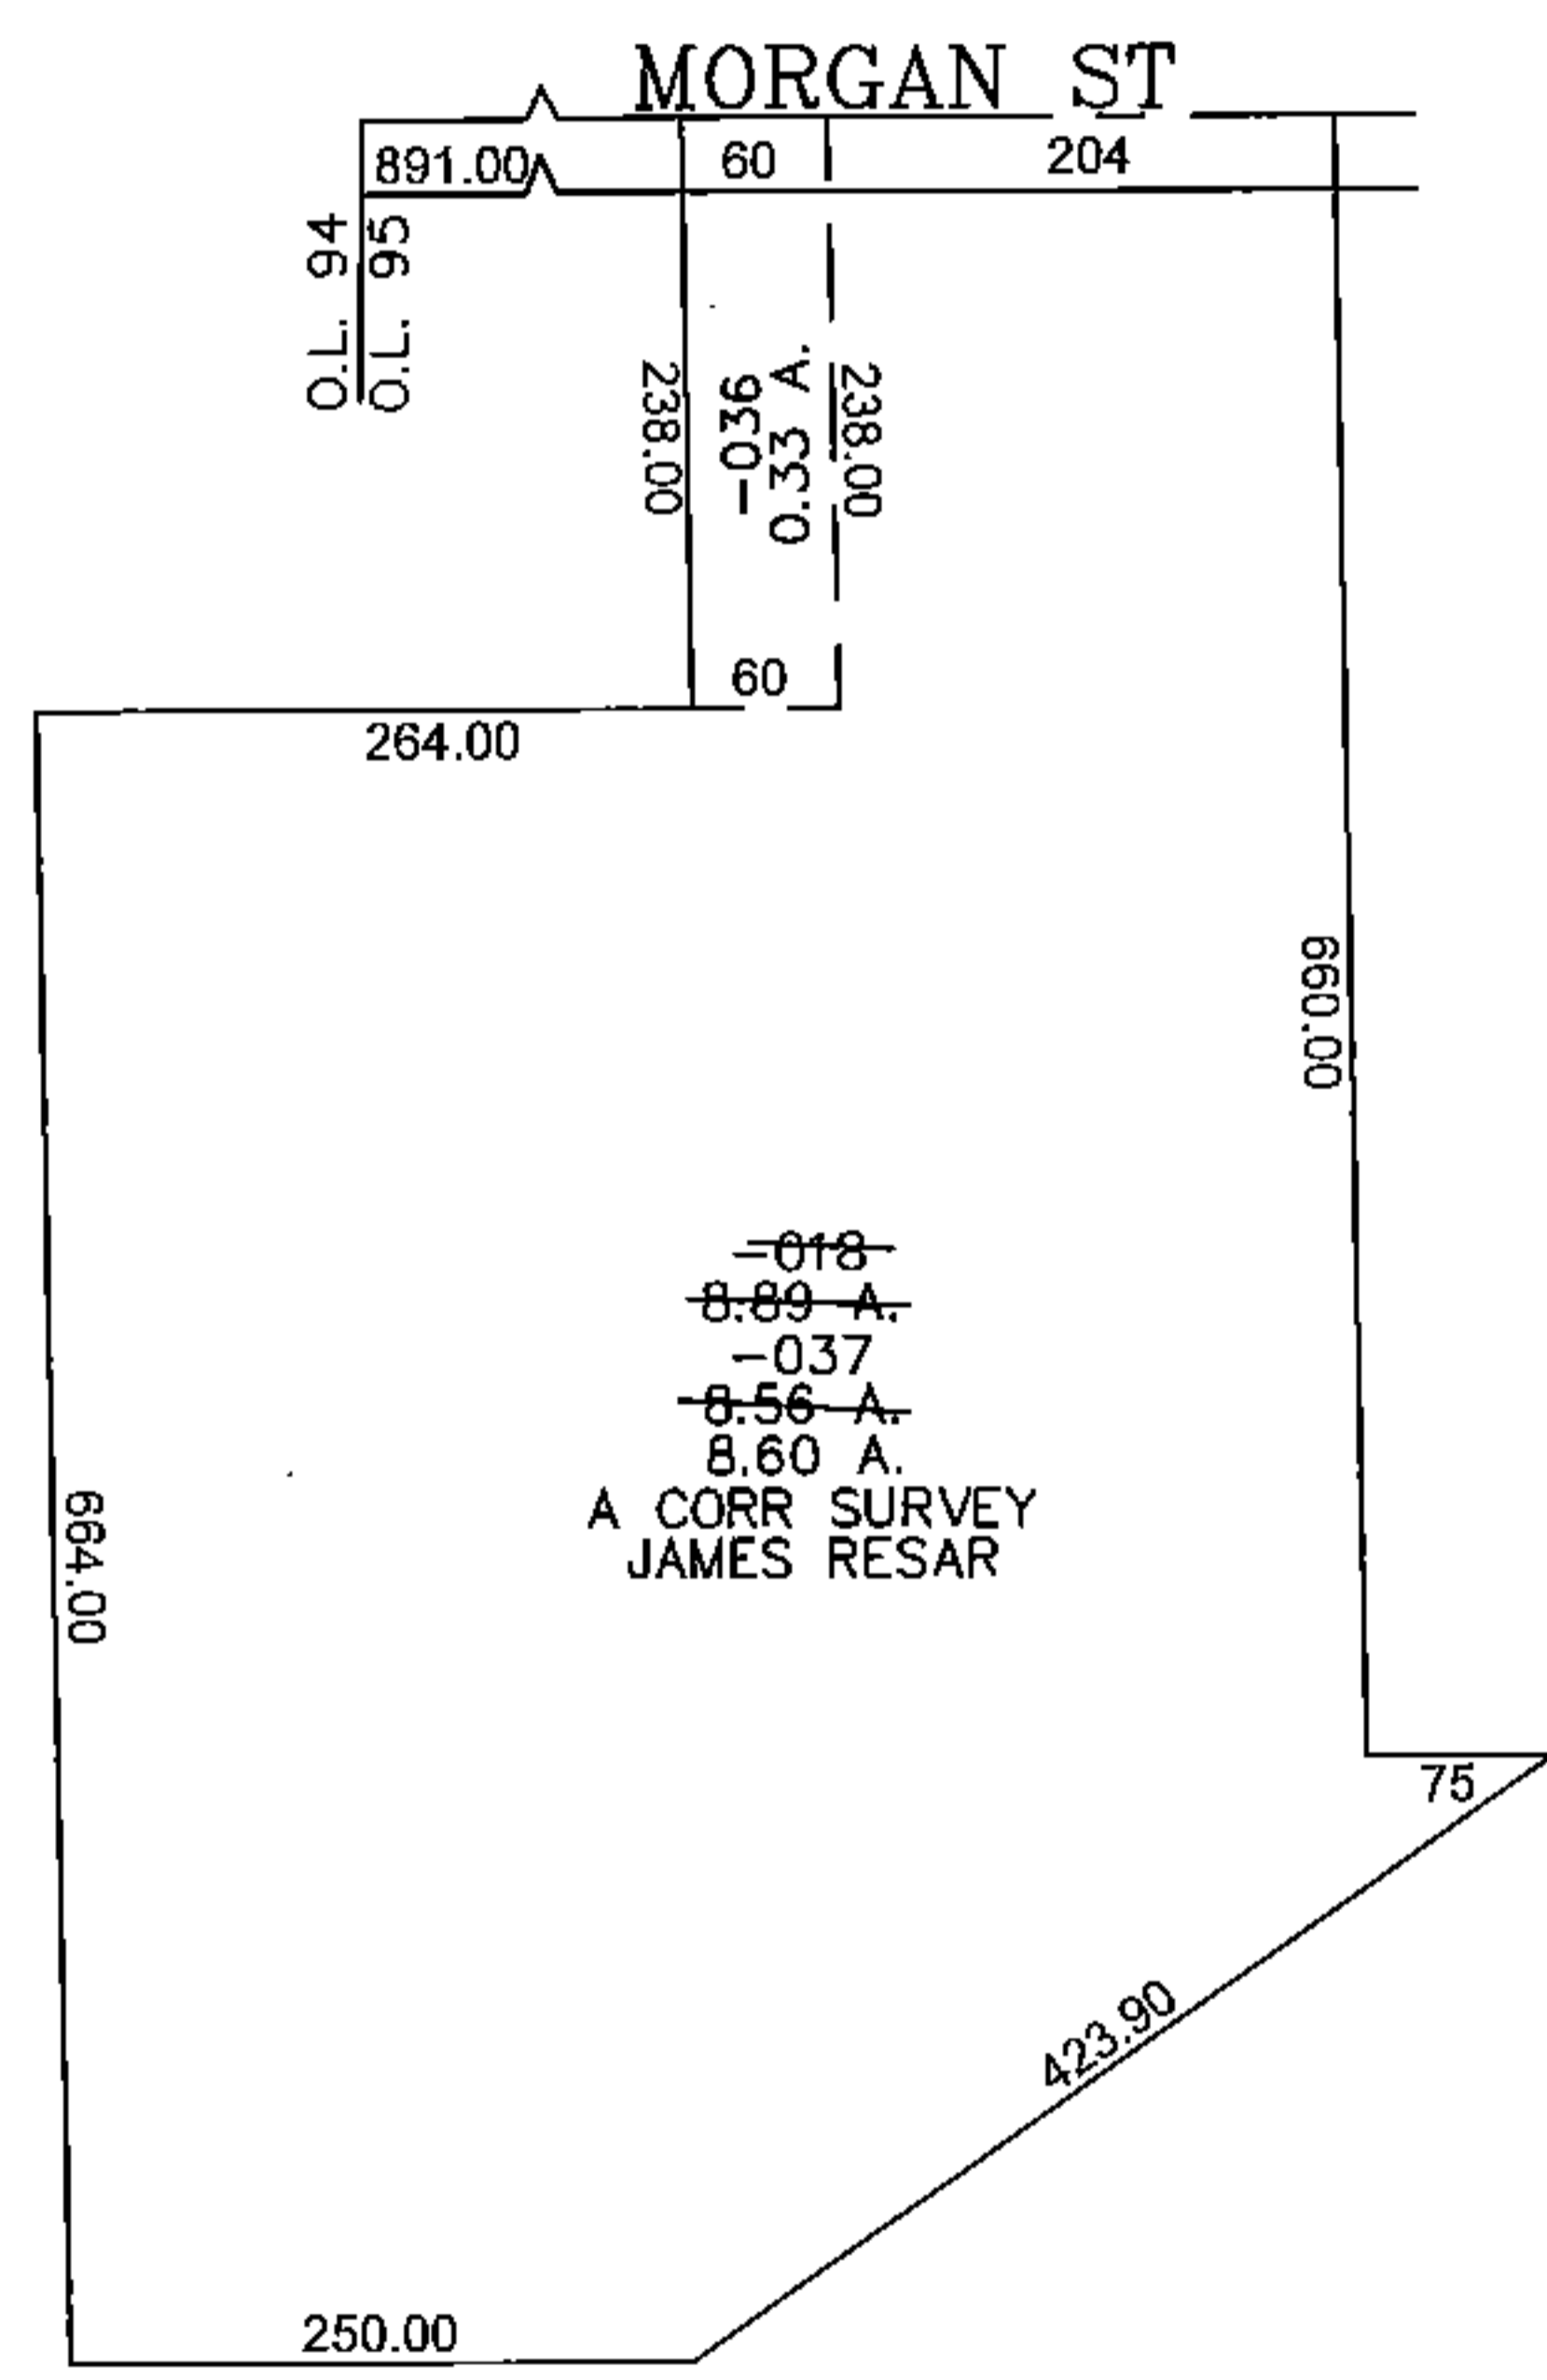 MORGAN ST
891.00
60
204
O.L. 94
O.L. 95
238.00
-036
0.33 A.
238.00
60
264.00
660.00
-018
8.89 A.
-037
8.56 A.
8.60 A.
A CORR SURVEY
JAMES RESAR
664.00
75
423.90
250.00